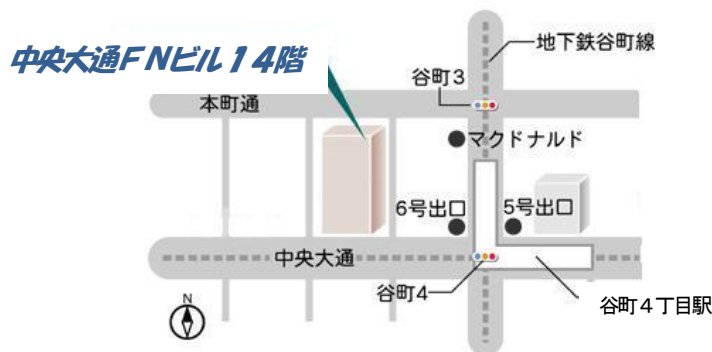 地下鉄谷町線
中央大通FNビル14階
谷町3
本町通
マクドナルド
6号出口
5号出口
中央大通
谷町4
谷町4丁目駅
N